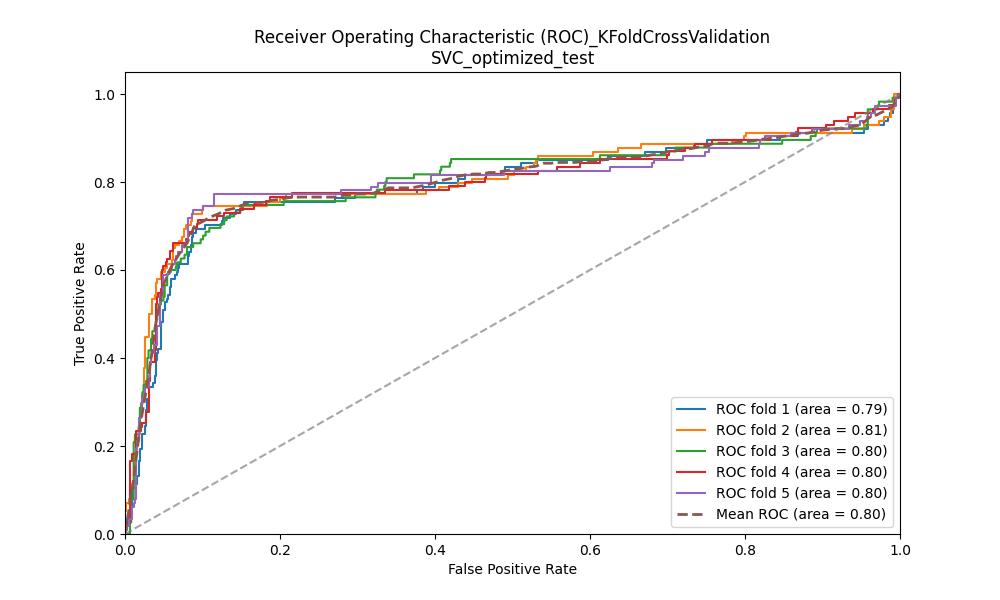 Receiver Operating Characteristic (ROC)_KFoldCrossValidation
SVC_optimized_test
True Positive Rate
1.0
0.8
0.6
0.4
0.2
0.0
ROC fold 1 (area = 0.79)
ROC fold 2 (area = 0.81)
ROC fold 3 (area = 0.80)
ROC fold 4 (area = 0.80)
ROC fold 5 (area = 0.80)
Mean ROC (area = 0.80)
0.0 0.2 0.4 0.6 0.8 1.0
False Positive Rate